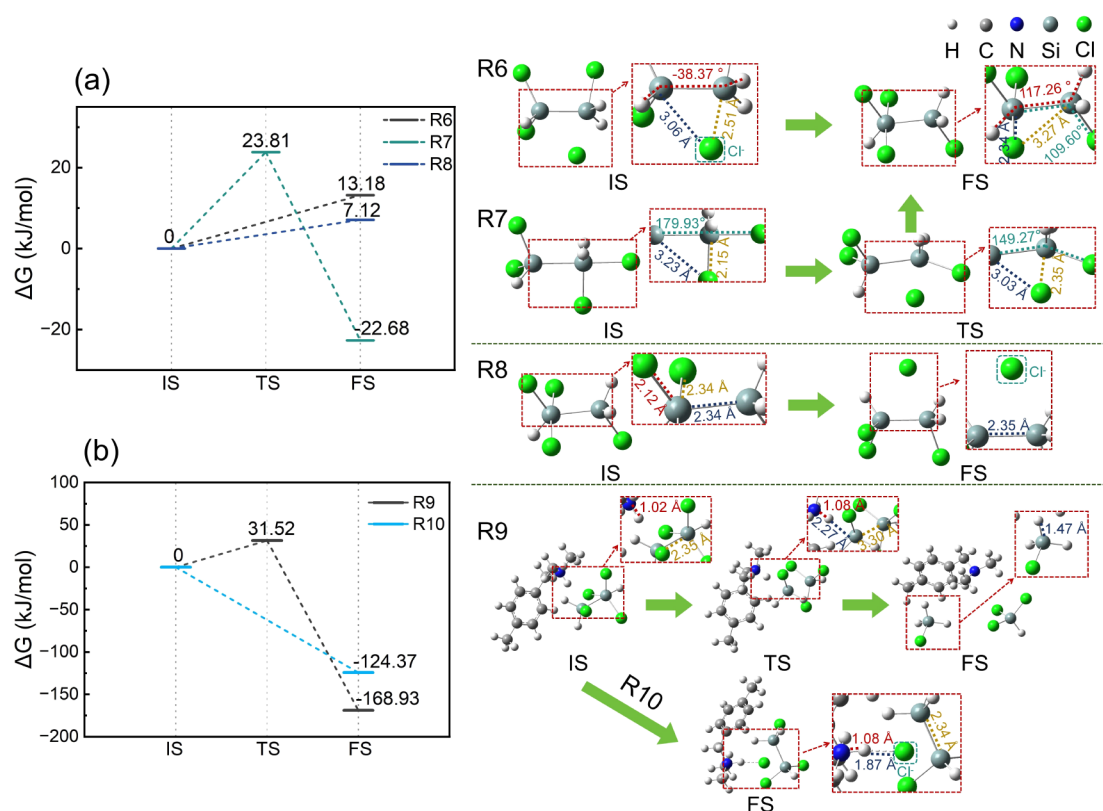 (a)
ΔG (kJ/mol)
20
0
−20
R6
R7
R8
23.81
13.18
7.12
0
-22.68
IS
TS
FS
(b)
ΔG (kJ/mol)
100
50
0
−50
−100
−150
−200
R9
R10
31.52
0
-124.37
-168.93
IS
TS
FS
H C N Si Cl
R6
-38.37 °
3.06 Å
2.51 Å
Cl-
IS
117.26 °
2.34 Å
3.27 Å
109.60°
FS
R7
179.93°
3.23 Å
2.15 Å
IS
149.27°
3.03 Å
2.35 Å
TS
R8
2.12 Å
2.34 Å
2.34 Å
IS
Cl-
2.35 Å
FS
R9
1.02 Å
2.35 Å
IS
1.08 Å
2.27 Å
3.30 Å
TS
1.47 Å
FS
R10
1.08 Å
1.87 Å
Cl-
2.34 Å
FS